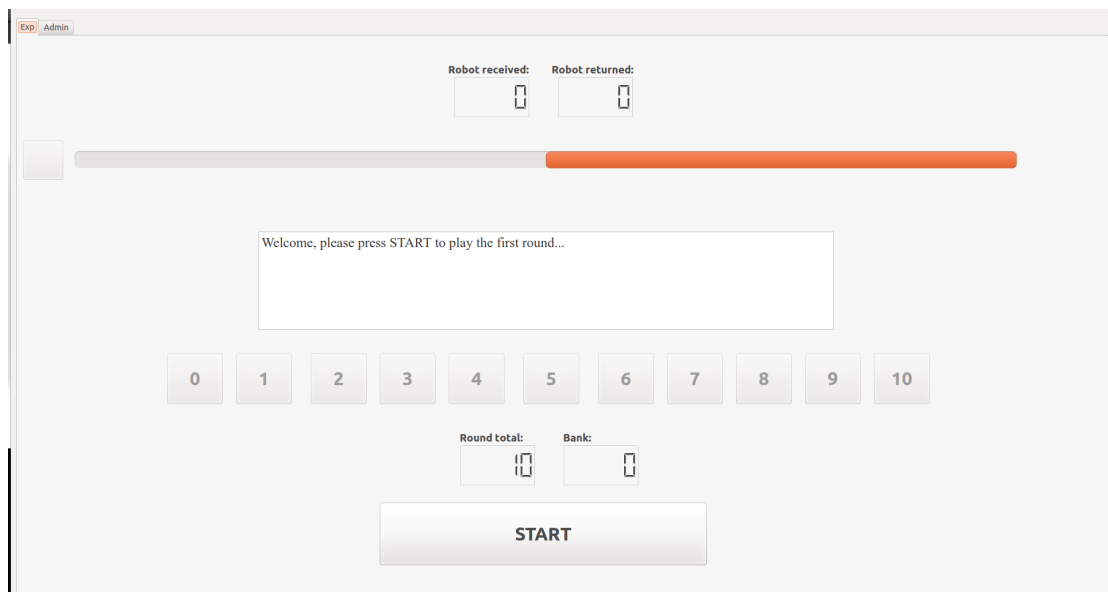 Exp Admin
Robot received: Robot returned:
0 0
Welcome, please press START to play the first round...
0 1 2 3 4 5 6 7 8 9 10
Round total: Bank:
10 0
START